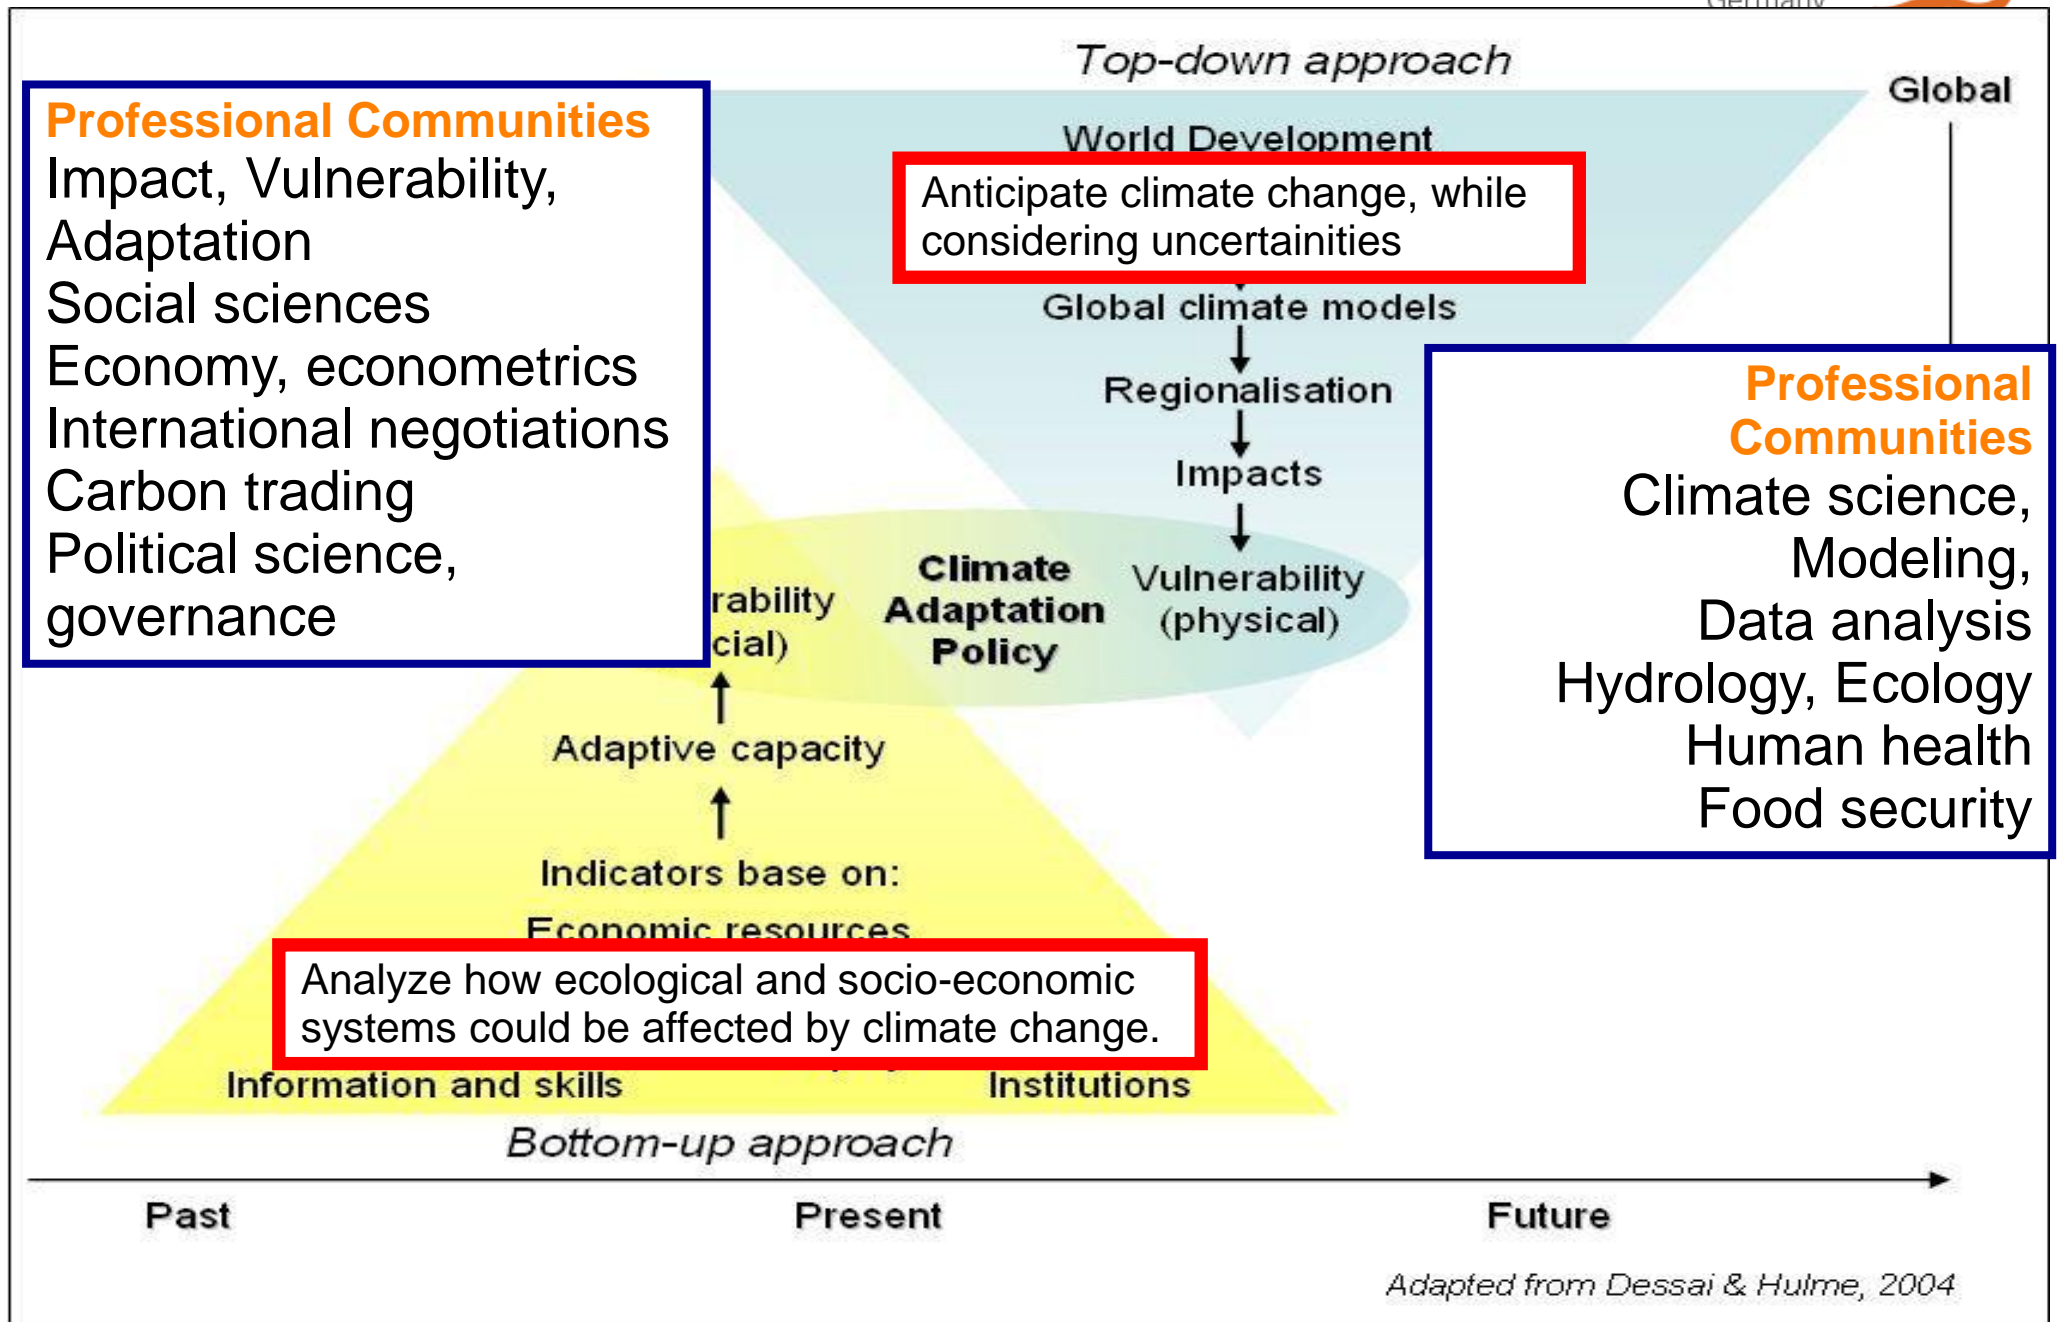 Germany
Top-down approach
Global
Professional Communities
Impact, Vulnerability,
Adaptation
Social sciences
Economy, econometrics
International negotiations
Carbon trading
Political science,
governance
World Development
Anticipate climate change, while
considering uncertainities
Global climate models
Regionalisation
Impacts
Vulnerability
(physical)
Climate
Adaptation
Policy
rability
cial)
Professional
Communities
Climate science,
Modeling,
Data analysis
Hydrology, Ecology
Human health
Food security
Adaptive capacity
Indicators base on:
Economic resources
Analyze how ecological and socio-economic
systems could be affected by climate change.
Information and skills
Institutions
Bottom-up approach
Past Present Future
Adapted from Dessai & Hulme, 2004